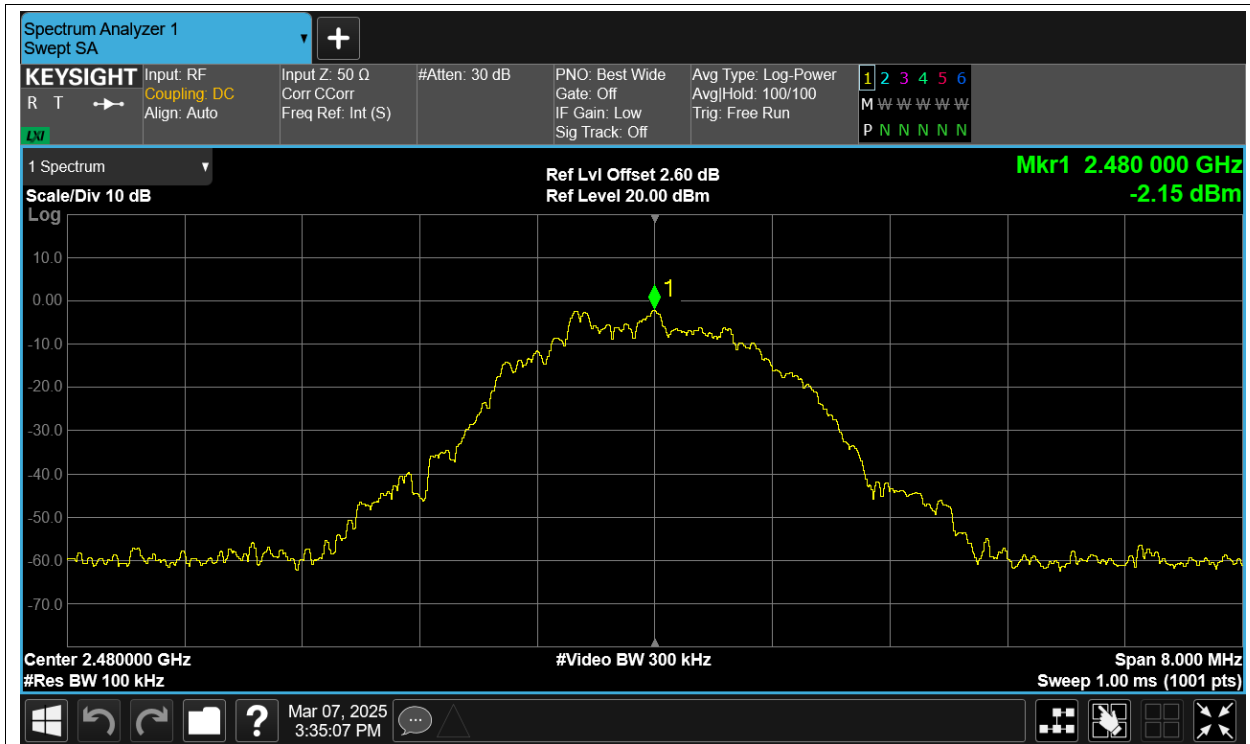 Spectrum Analyzer 1
Swept SA
+
KEYSIGHT
R T
LXI
Input: RF
Coupling: DC
Align: Auto
Input Z: 50 Ω
Corr CCorr
Freq Ref: Int (S)
#Atten: 30 dB
PNO: Best Wide
Gate: Off
IF Gain: Low
Sig Track: Off
Avg Type: Log-Power
Avg|Hold: 100/100
Trig: Free Run
1 2 3 4 5 6
M W W W W W
P N N N N N
1 Spectrum
Scale/Div 10 dB
Log
Ref Lvl Offset 2.60 dB
Ref Level 20.00 dBm
Mkr1 2.480 000 GHz
-2.15 dBm
10.0
0.00
-10.0
-20.0
-30.0
-40.0
-50.0
-60.0
-70.0
1
Center 2.480000 GHz
#Res BW 100 kHz
#Video BW 300 kHz
Span 8.000 MHz
Sweep 1.00 ms (1001 pts)
?
Mar 07, 2025
3:35:07 PM